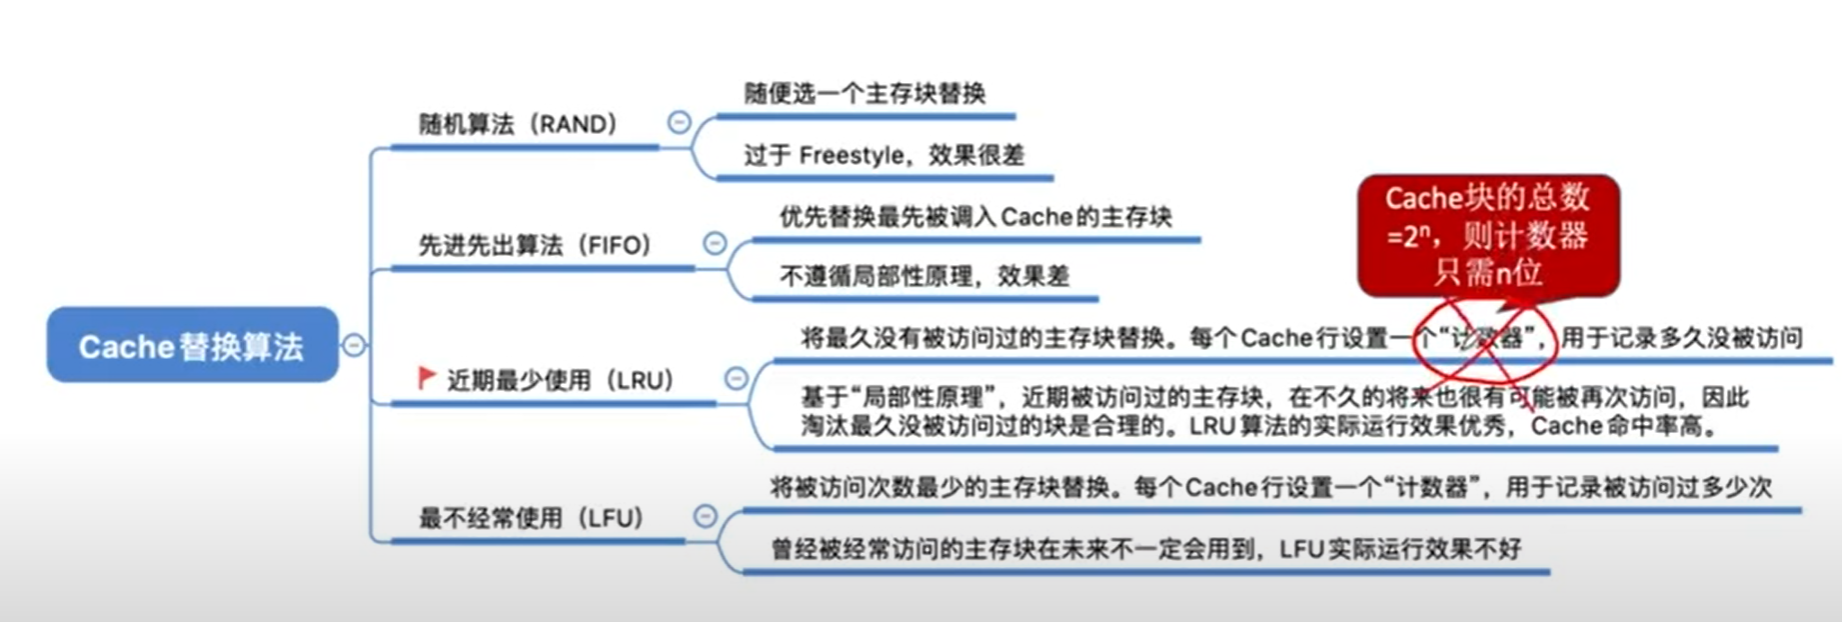 随便选一个主存块替换
随机算法（RAND）
过于 Freestyle，效果很差
优先替换最先被调入Cache的主存块
先进先出算法（FIFO）
不遵循局部性原理，效果差
Cache块的总数
=2ⁿ，则计数器
只需n位
Cache替换算法
将最久没有被访问过的主存块替换。每个Cache行设置一个“计数器”，用于记录多久没被访问
近期最少使用（LRU）
基于“局部性原理”，近期被访问过的主存块，在不久的将来也很有可能被再次访问，因此
淘汰最久没被访问过的块是合理的。LRU算法的实际运行效果优秀，Cache命中率高。
将被访问次数最少的主存块替换。每个Cache行设置一个“计数器”，用于记录被访问过多少次
最不经常使用（LFU）
曾经被经常访问的主存块在未来不一定会用到，LFU实际运行效果不好